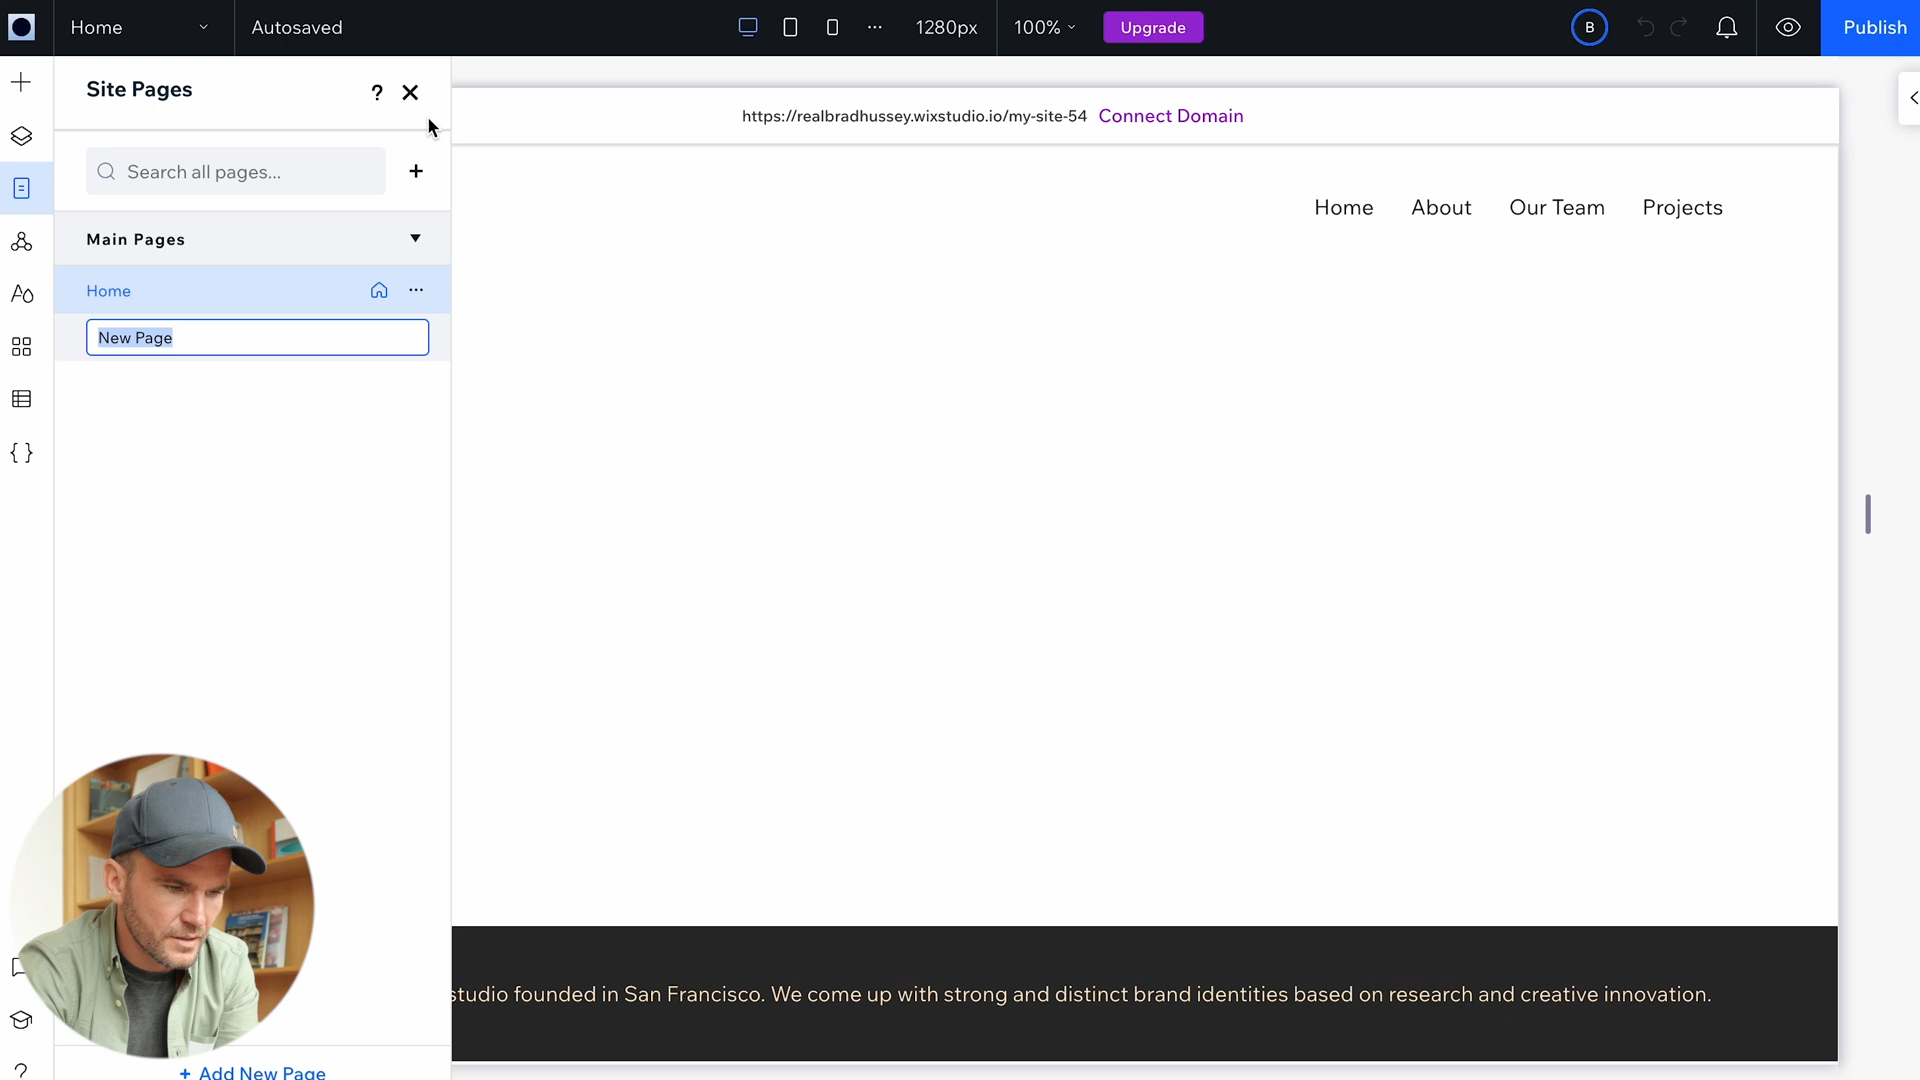 Home
Autosaved
1280px
100%
Upgrade
B
Publish
Site Pages
?
Search all pages...
Main Pages
Home
New Page
https://realbradhussey.wixstudio.io/my-site-54 Connect Domain
Home About Our Team Projects
studio founded in San Francisco. We come up with strong and distinct brand identities based on research and creative innovation.
+ Add New Page
?